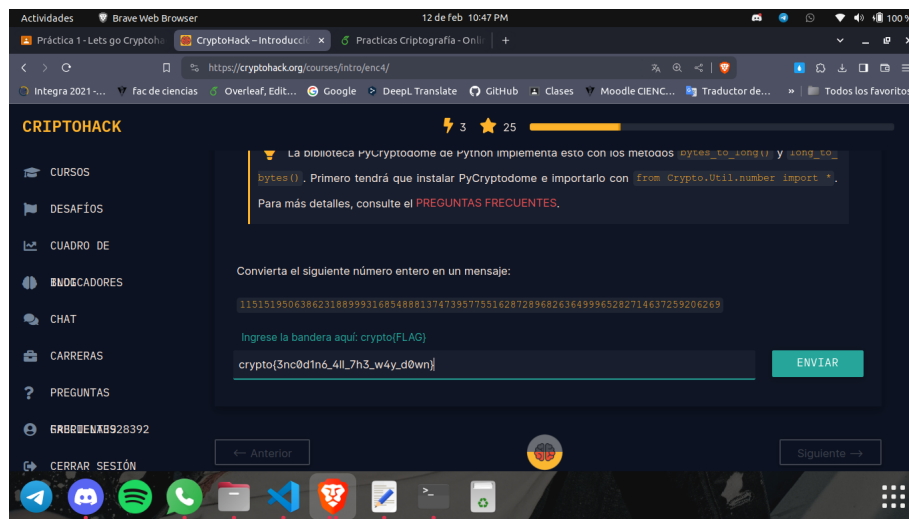 Actividades Brave Web Browser 12 de feb 10:47 PM 100 %
Práctica 1 - Lets go Cryptoha CryptoHack – Introducció × Practicas Criptografía - Onli +
https://cryptohack.org/courses/intro/enc4/
Integra 2021 -... fac de ciencias Overleaf, Edit... Google DeepL Translate GitHub Clases Moodle CIENC... Traductor de... » Todos los favoritos
CRIPTOHACK 3 25
CURSOS
DESAFÍOS
CUADRO DE
INDICADORES
BLOG
CHAT
CARRERAS
PREGUNTAS
FRECUENTES
CERRAR SESIÓN
La biblioteca PyCryptodome de Python implementa esto con los métodos bytes_to_long() y long_to_
bytes() . Primero tendrá que instalar PyCryptodome e importarlo con from Crypto.Util.number import * .
Para más detalles, consulte el PREGUNTAS FRECUENTES.
Convierta el siguiente número entero en un mensaje:
11515195063862318899931685488813747395775516287289682636499965282714637259206269
Ingrese la bandera aquí: crypto{FLAG}
crypto{3nc0d1n6_4ll_7h3_w4y_d0wn}
ENVIAR
← Anterior
Siguiente →